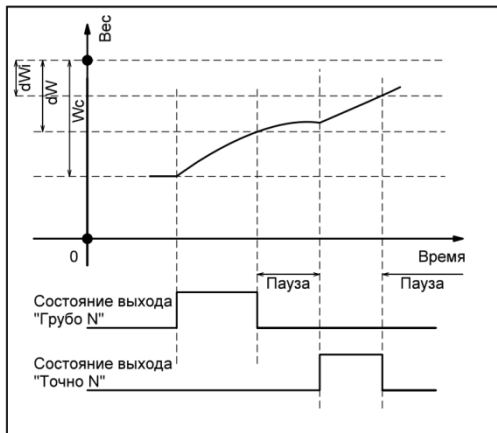 Вес
dWi
dW
Wc
0
Время
Пауза
Пауза
Состояние выхода
"Грубо N"
Состояние выхода
"Точно N"